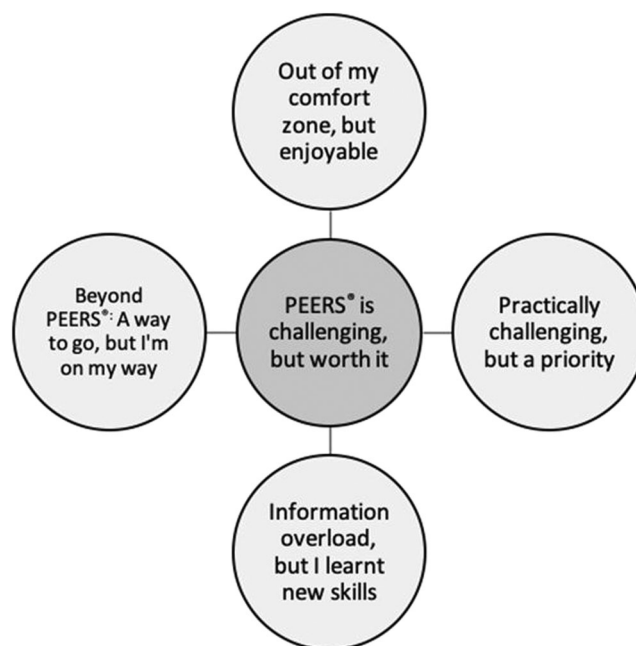 Out of my
comfort
zone, but
enjoyable
Beyond
PEERS®: A way
to go, but I'm
on my way
PEERS® is
challenging,
but worth it
Practically
challenging,
but a priority
Information
overload,
but I learnt
new skills